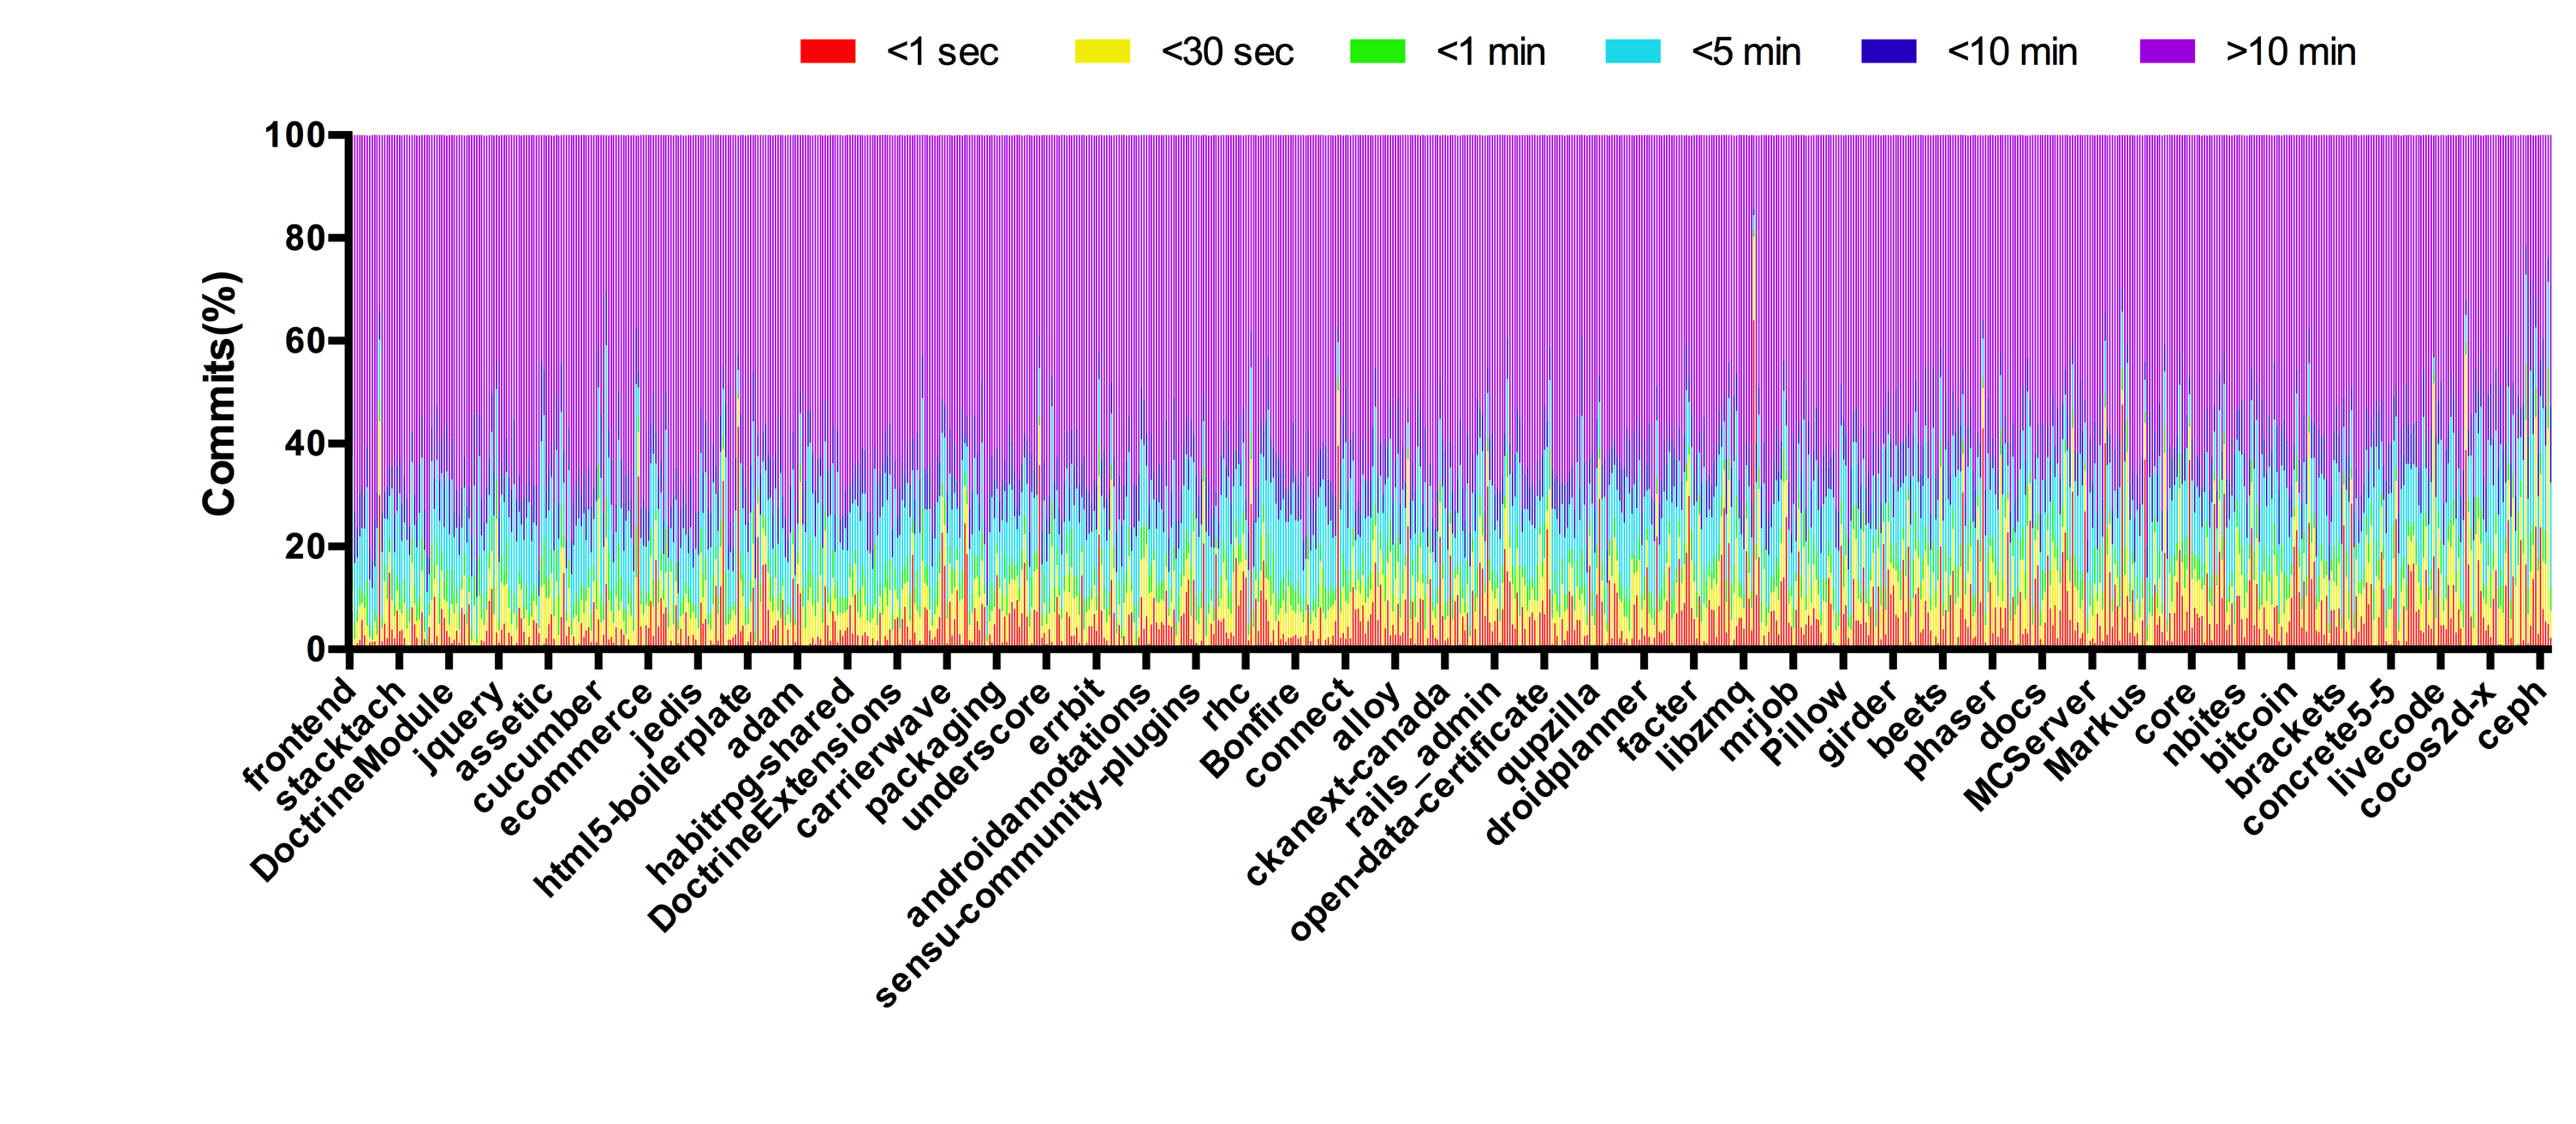 <1 sec <30 sec <1 min <5 min <10 min >10 min
Commits(%)
100
80
60
40
20
0
frontend
stacktach
DoctrineModule
jquery
assetic
cucumber
ecommerce
jedis
html5-boilerplate
adam
habitrpg-shared
DoctrineExtensions
carrierwave
packaging
underscore
errbit
androidannotations
sensu-community-plugins
rhc
Bonfire
connect
alloy
ckanext-canada
rails_admin
open-data-certificate
qupzilla
droidplanner
facter
libzmq
mrjob
Pillow
girder
beets
phaser
docs
MCServer
Markus
core
nbites
bitcoin
brackets
concrete5-5
livecode
cocos2d-x
ceph